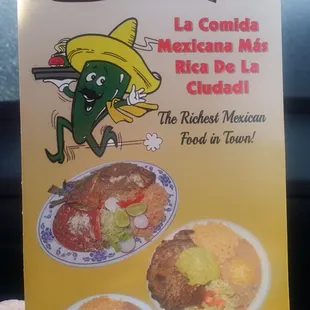 La Comida
Mexicana Más
Rica De La
Ciudad!
The Richest Mexican
Food in Town!